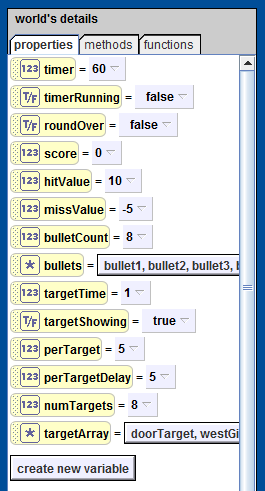 world's details
properties methods functions
123 timer = 60
T/F timerRunning = false
T/F roundOver = false
123 score = 0
123 hitValue = 10
123 missValue = -5
123 bulletCount = 8
* bullets = bullet1, bullet2, bullet3, b
123 targetTime = 1
T/F targetShowing = true
123 perTarget = 5
123 perTargetDelay = 5
123 numTargets = 8
* targetArray = doorTarget, westGi
create new variable